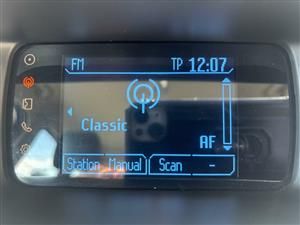 FM TP 12:07
Classic
AF
Station Manual Scan -